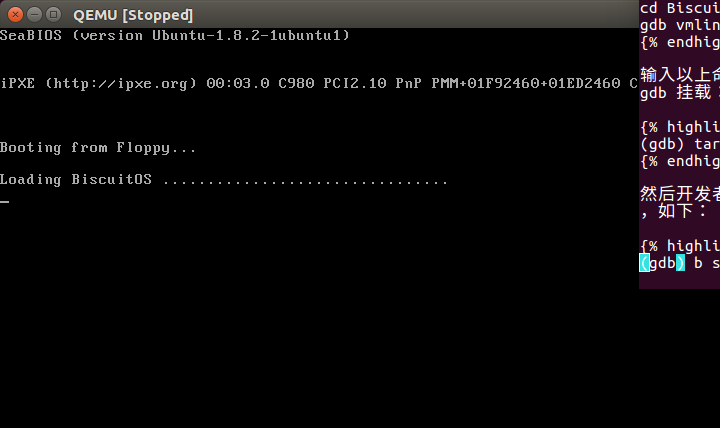 QEMU [Stopped]
SeaBIOS (version Ubuntu-1.8.2-1ubuntu1)
iPXE (http://ipxe.org) 00:03.0 C980 PCI2.10 PnP PMM+01F92460+01ED2460 C
Booting from Floppy...
Loading BiscuitOS ................................
cd Biscui
gdb vmlin
{% endhig
输入以上命
gdb 挂载
{% highli
(gdb) tar
{% endhig
然后开发者
，如下：
{% highli
(gdb) b s